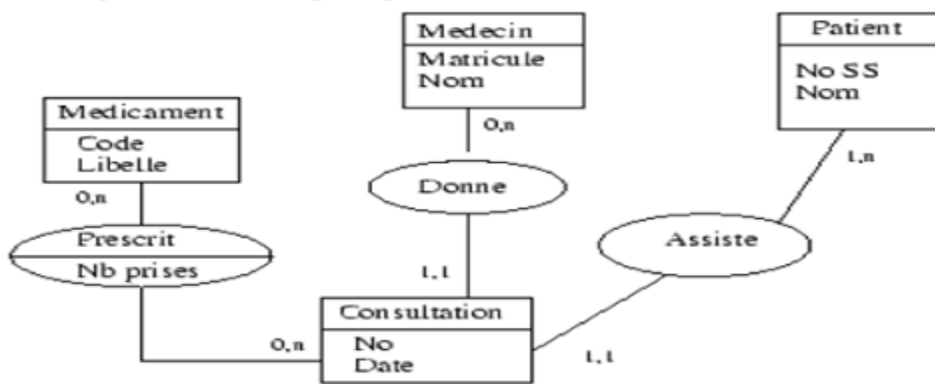 Medecin
Matricule
Nom
0,n
Patient
No SS
Nom
1,n
Medicament
Code
Libelle
0,n
Donne
Prescrit
Nb prises
Assiste
1,1
Consultation
No
Date
0,n
1,1